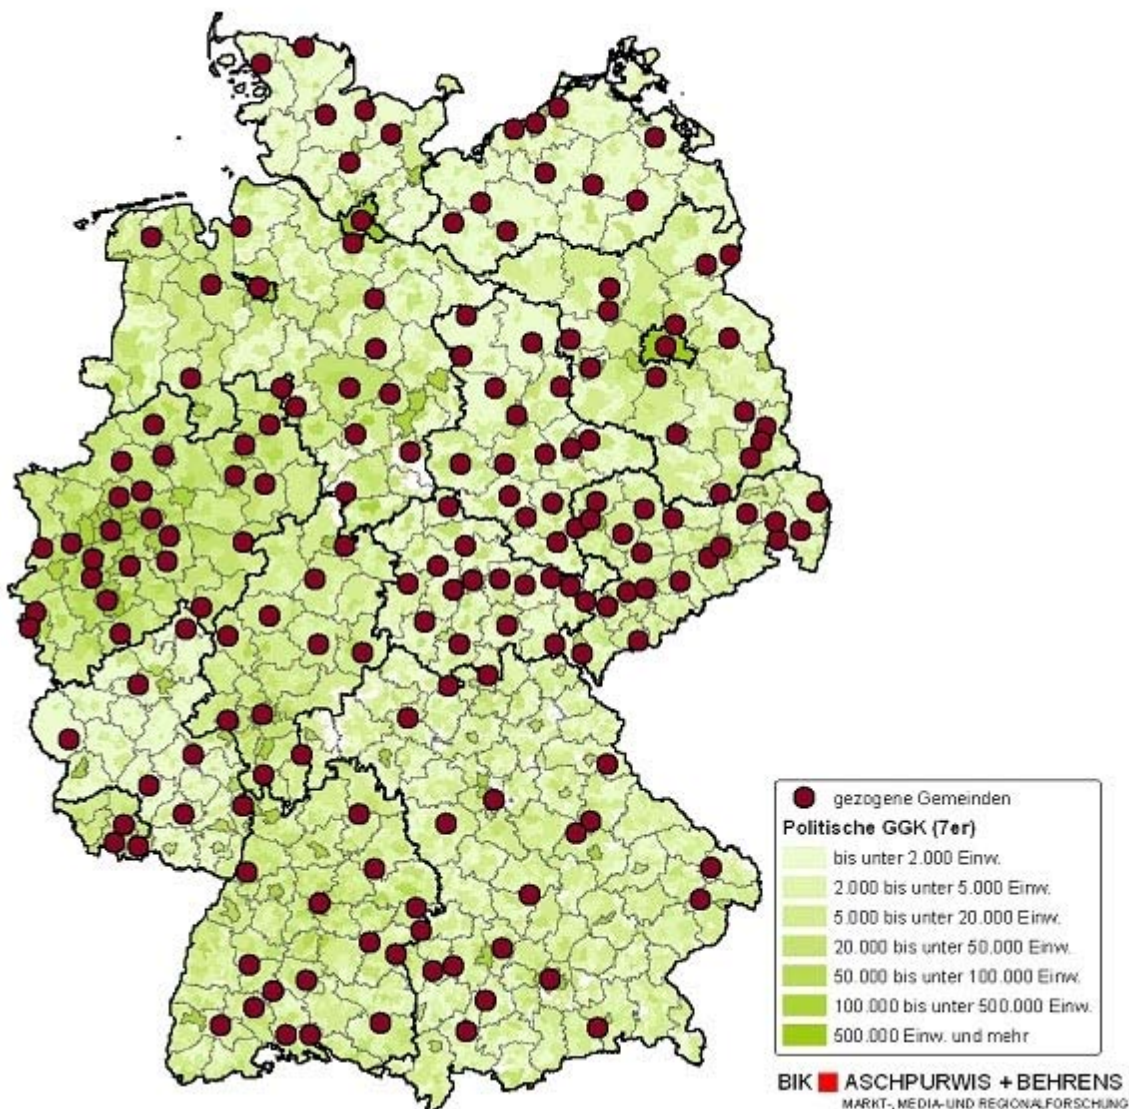 gezogene Gemeinden
Politische GGK (7er)
bis unter 2.000 Einw.
2.000 bis unter 5.000 Einw.
5.000 bis unter 20.000 Einw.
20.000 bis unter 50.000 Einw.
50.000 bis unter 100.000 Einw.
100.000 bis unter 500.000 Einw.
500.000 Einw. und mehr
BIK ASCHPURWIS + BEHRENS
MARKT-, MEDIA- UND REGIONALFORSCHUNG